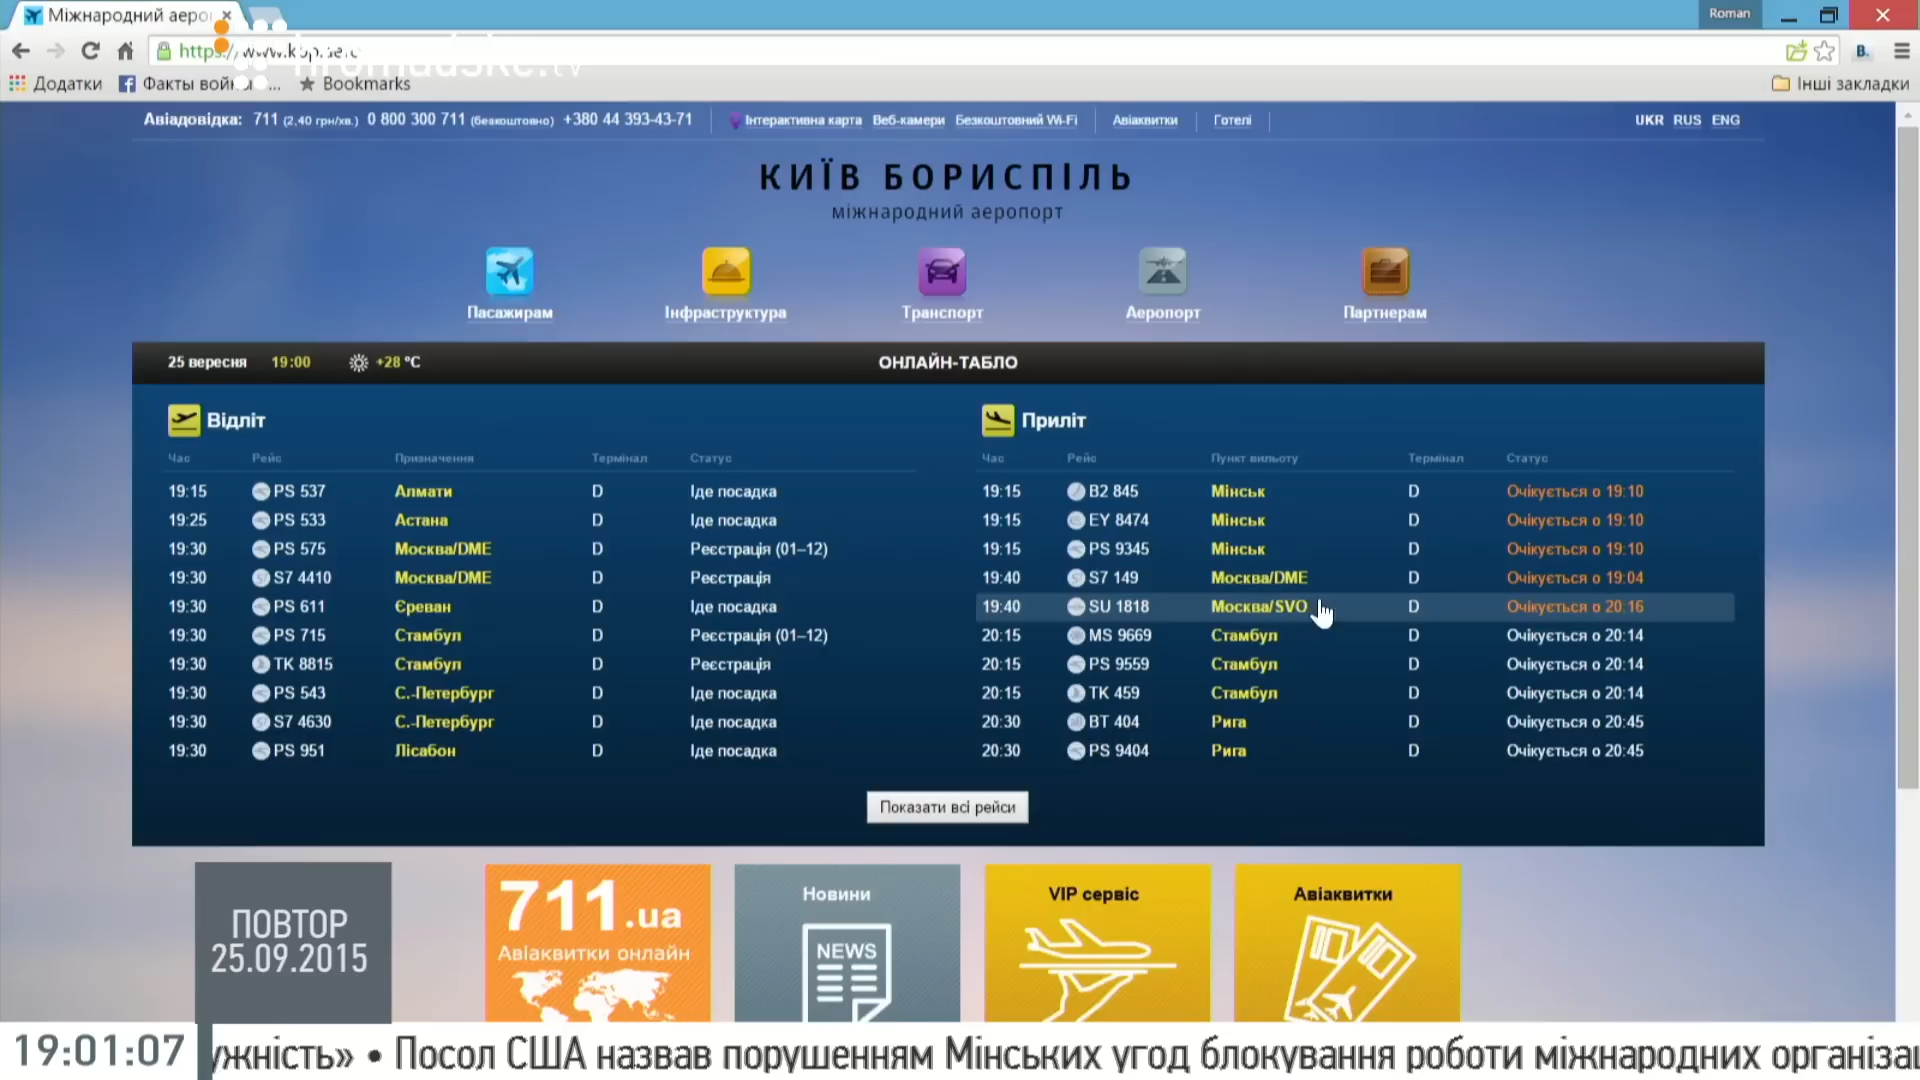 Міжнародний аеро
Roman
https://www.kbp.aero
hromadske.tv
Додатки
Факты войны ...
Bookmarks
Інші закладки
Авіадовідка: 711 (2,40 грн/хв.) 0 800 300 711 (безкоштовно) +380 44 393-43-71
Інтерактивна карта Веб-камери Безкоштовний Wi-Fi Авіаквитки Готелі
UKR RUS ENG
КИЇВ БОРИСПІЛЬ
міжнародний аеропорт
Пасажирам Інфраструктура Транспорт Аеропорт Партнерам
25 вересня 19:00 +28 °C ОНЛАЙН-ТАБЛО
Відліт
Час Рейс Призначення Термінал Статус
19:15 PS 537 Алмати D Іде посадка
19:25 PS 533 Астана D Іде посадка
19:30 PS 575 Москва/DME D Реєстрація (01–12)
19:30 S7 4410 Москва/DME D Реєстрація
19:30 PS 611 Єреван D Іде посадка
19:30 PS 715 Стамбул D Реєстрація (01–12)
19:30 TK 8815 Стамбул D Реєстрація
19:30 PS 543 С.-Петербург D Іде посадка
19:30 S7 4630 С.-Петербург D Іде посадка
19:30 PS 951 Лісабон D Іде посадка
Приліт
Час Рейс Пункт вильоту Термінал Статус
19:15 B2 845 Мінськ D Очікується о 19:10
19:15 EY 8474 Мінськ D Очікується о 19:10
19:15 PS 9345 Мінськ D Очікується о 19:10
19:40 S7 149 Москва/DME D Очікується о 19:04
19:40 SU 1818 Москва/SVO D Очікується о 20:16
20:15 MS 9669 Стамбул D Очікується о 20:14
20:15 PS 9559 Стамбул D Очікується о 20:14
20:15 TK 459 Стамбул D Очікується о 20:14
20:30 BT 404 Рига D Очікується о 20:45
20:30 PS 9404 Рига D Очікується о 20:45
Показати всі рейси
ПОВТОР
25.09.2015
711.ua
Авіаквитки онлайн
Новини
NEWS
VIP сервіс
Авіаквитки
19:01:07
ужність» • Посол США назвав порушенням Мінських угод блокування роботи міжнародних організа